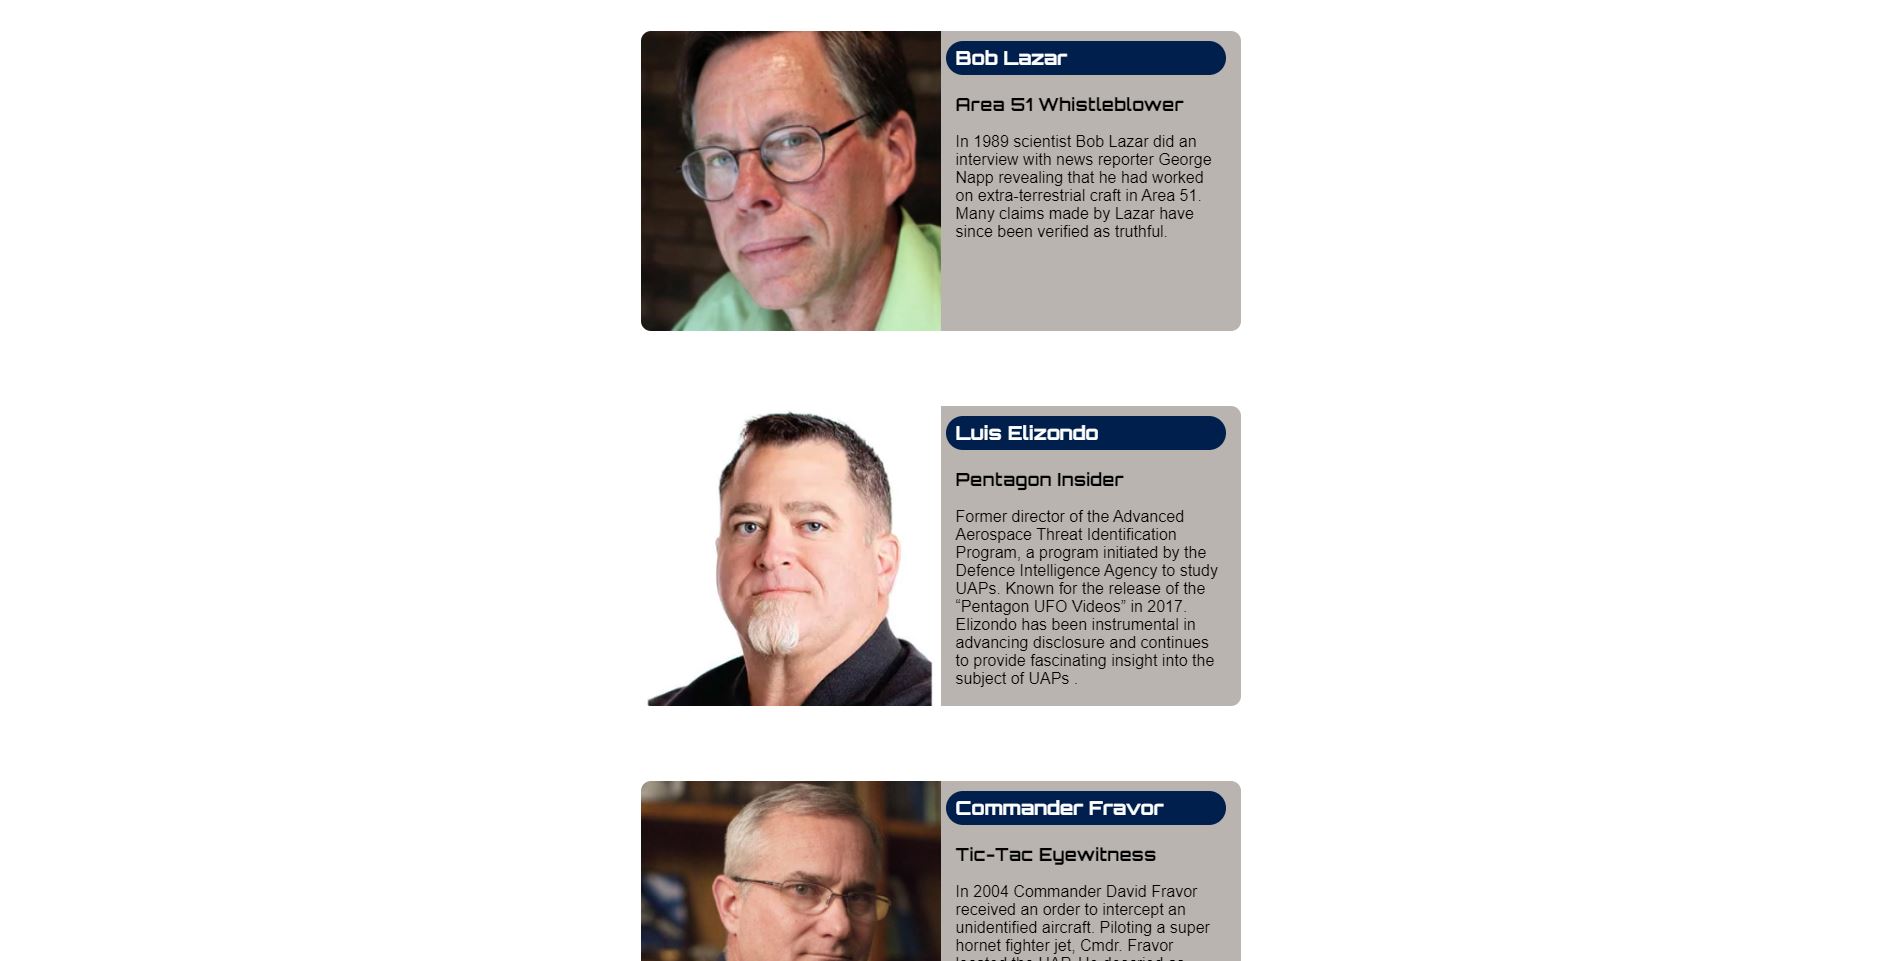 Bob Lazar
Area 51 Whistleblower
In 1989 scientist Bob Lazar did an
interview with news reporter George
Napp revealing that he had worked
on extra-terrestrial craft in Area 51.
Many claims made by Lazar have
since been verified as truthful.
Luis Elizondo
Pentagon Insider
Former director of the Advanced
Aerospace Threat Identification
Program, a program initiated by the
Defence Intelligence Agency to study
UAPs. Known for the release of the
“Pentagon UFO Videos” in 2017.
Elizondo has been instrumental in
advancing disclosure and continues
to provide fascinating insight into the
subject of UAPs .
Commander Fravor
Tic-Tac Eyewitness
In 2004 Commander David Fravor
received an order to intercept an
unidentified aircraft. Piloting a super
hornet fighter jet, Cmdr. Fravor